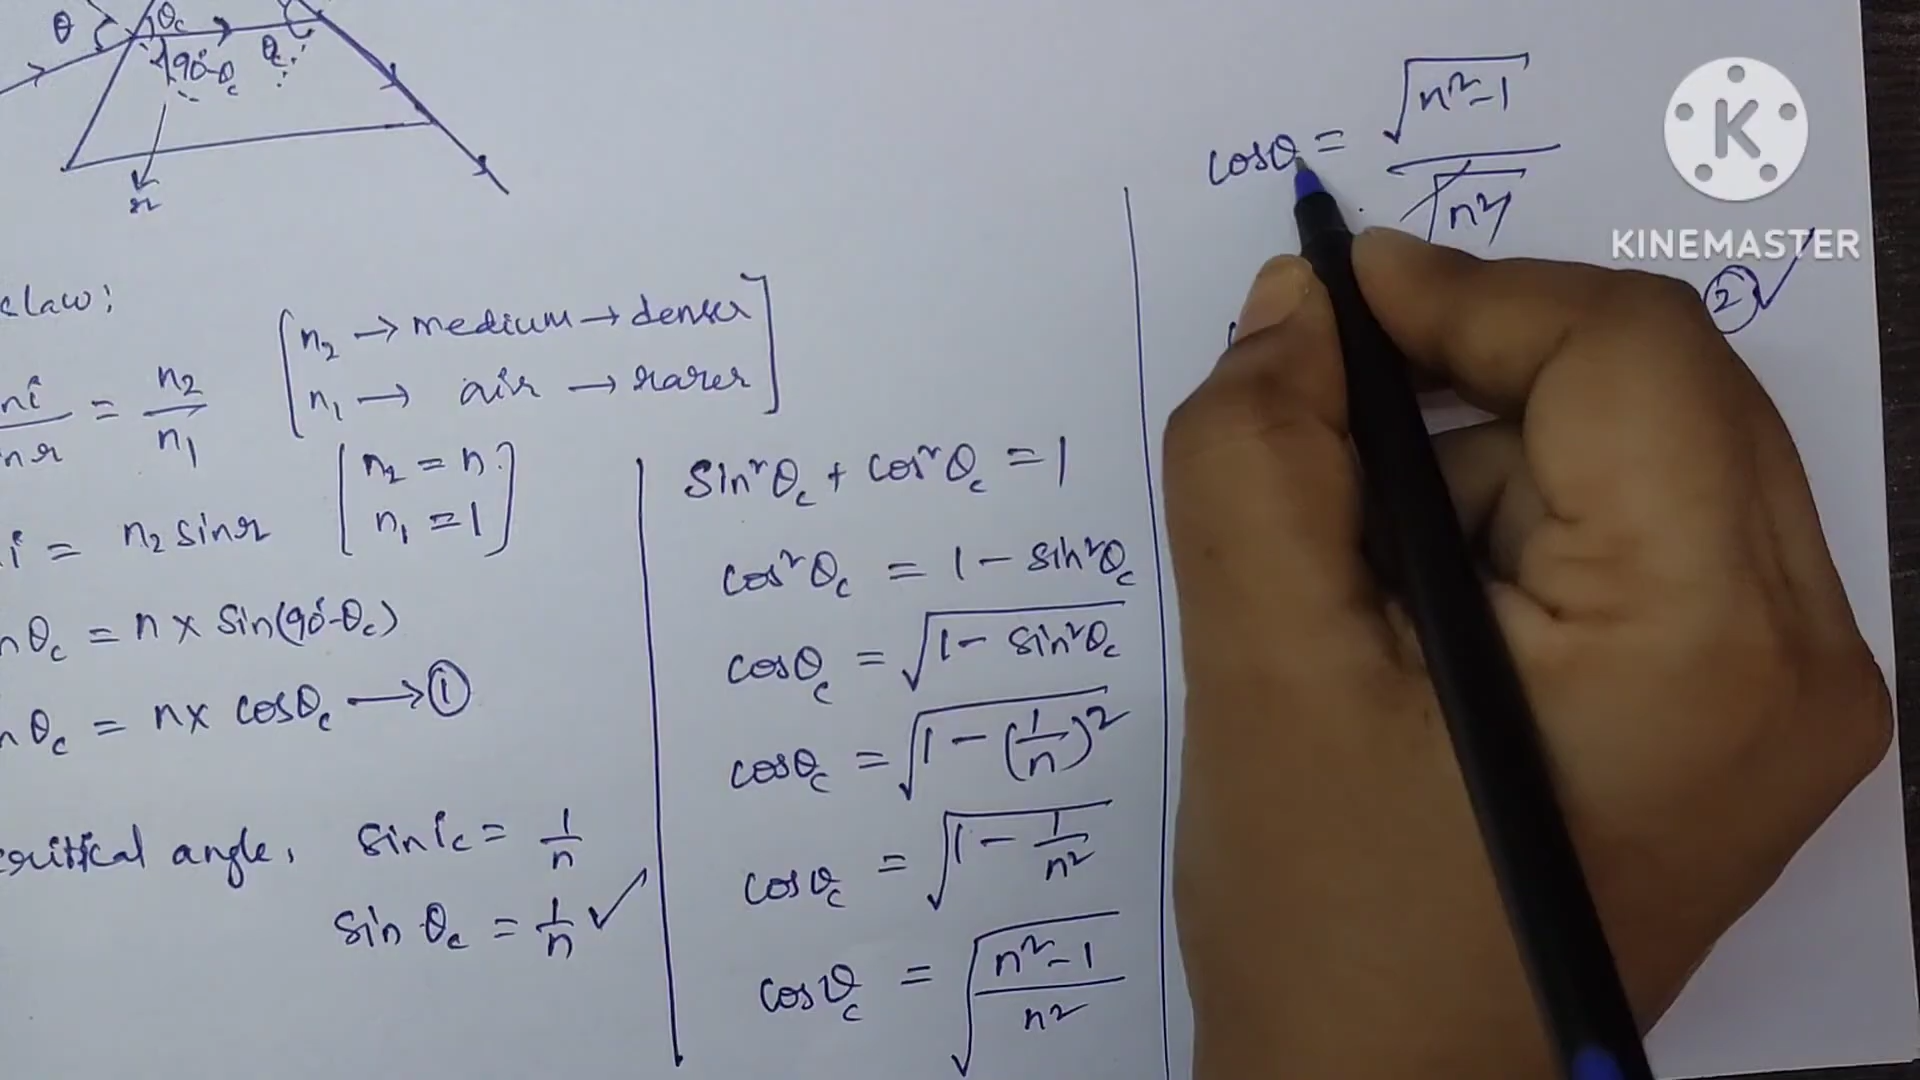 θ
θc
90°-θc
θc
r
law;
n₂ → medium → denser
n₁ → air → rarer
= n₂/n₁
n₂ = n
n₁ = 1
= n₂ sinr
θc = n x sin(90°-θc)
θc = nx cosθc → ①
critical angle, sin ic = 1/n
sin θc = 1/n ✓
sin²θc + cos²θc = 1
cos²θc = 1 - sin²θc
cosθc = √(1 - sin²θc)
cosθc = √(1 - (1/n)²)
cosθc = √(1 - 1/n²)
cosθc = √((n²-1)/n²)
cosθ = √(n²-1)/√(n²)
② ✓
K
KINEMASTER